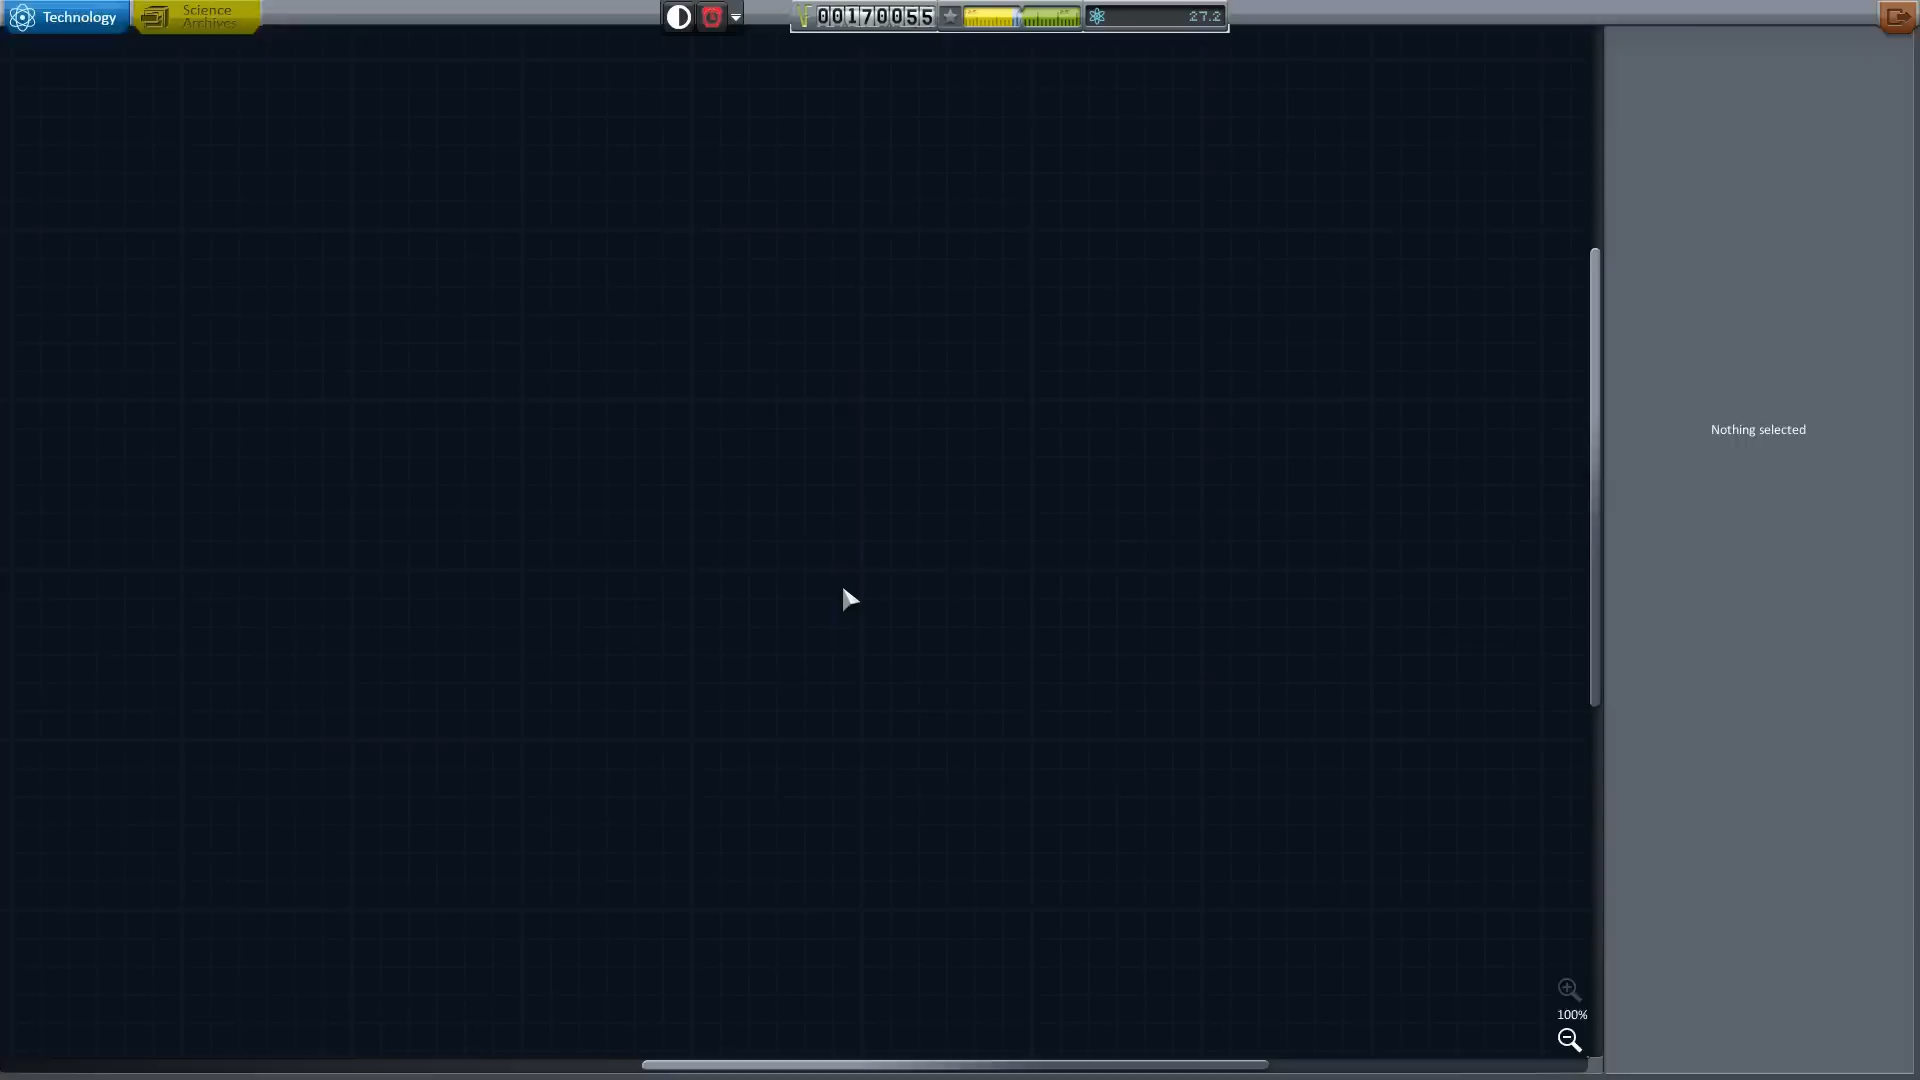 Technology
Science
Archives
00170055
27.2
Nothing selected
100%